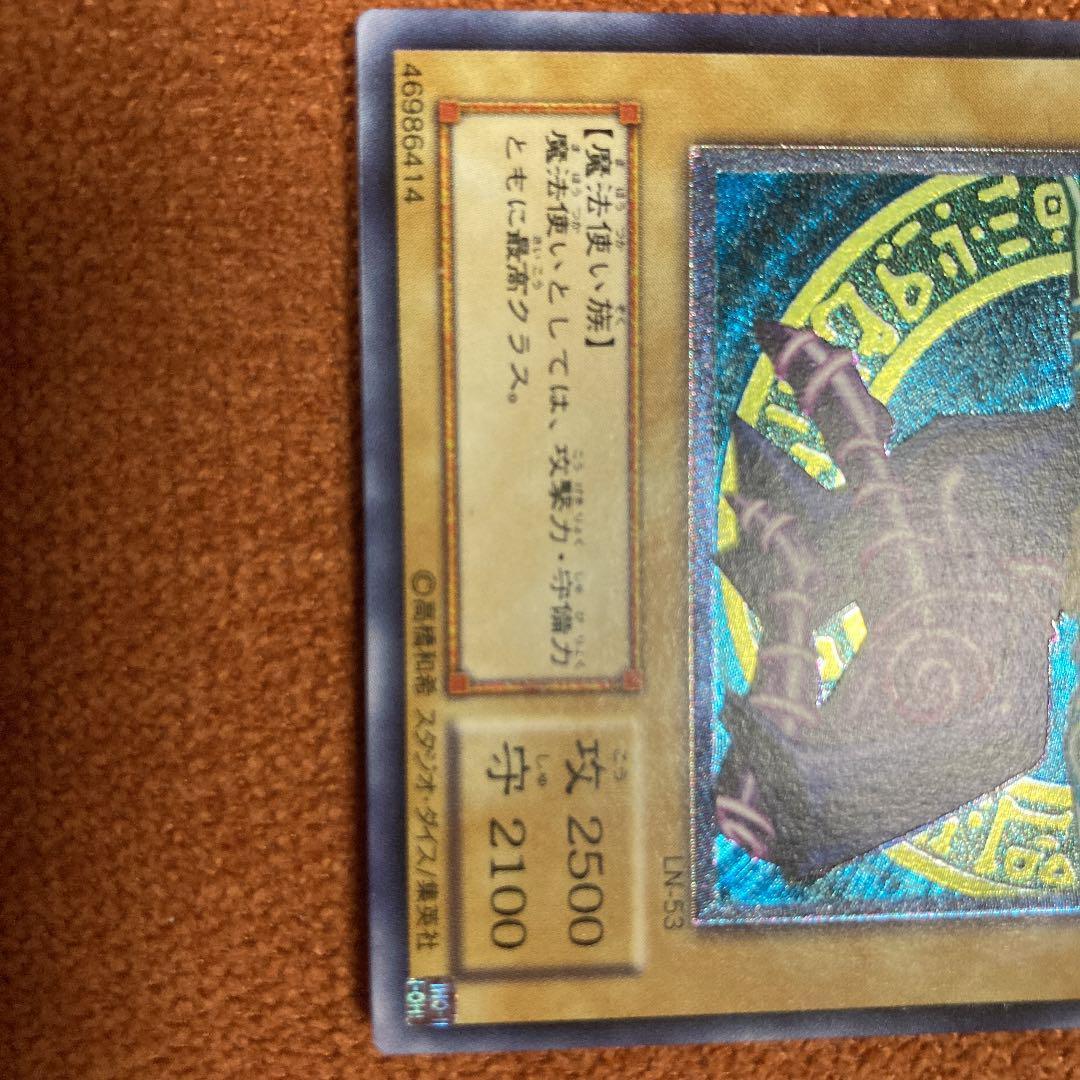 LN-53
【魔法使い族】
魔法使いとしては、攻撃力・守備力
ともに最高クラス。
攻 2500
守 2100
46986414
©高橋和希 スタジオ・ダイス/集英社